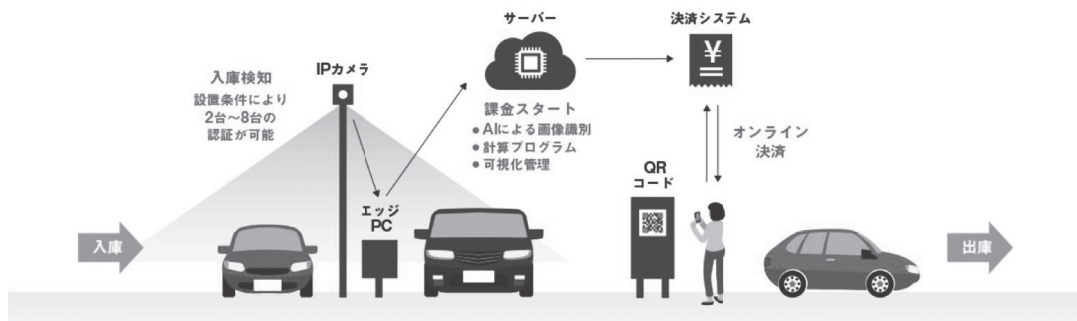 サーバー
決済システム
IPカメラ
入庫検知
設置条件により
2台～8台の
認証が可能
課金スタート
● AIによる画像識別
● 計算プログラム
● 可視化管理
オンライン
決済
QR
コード
エッジ
PC
入庫
出庫
¥